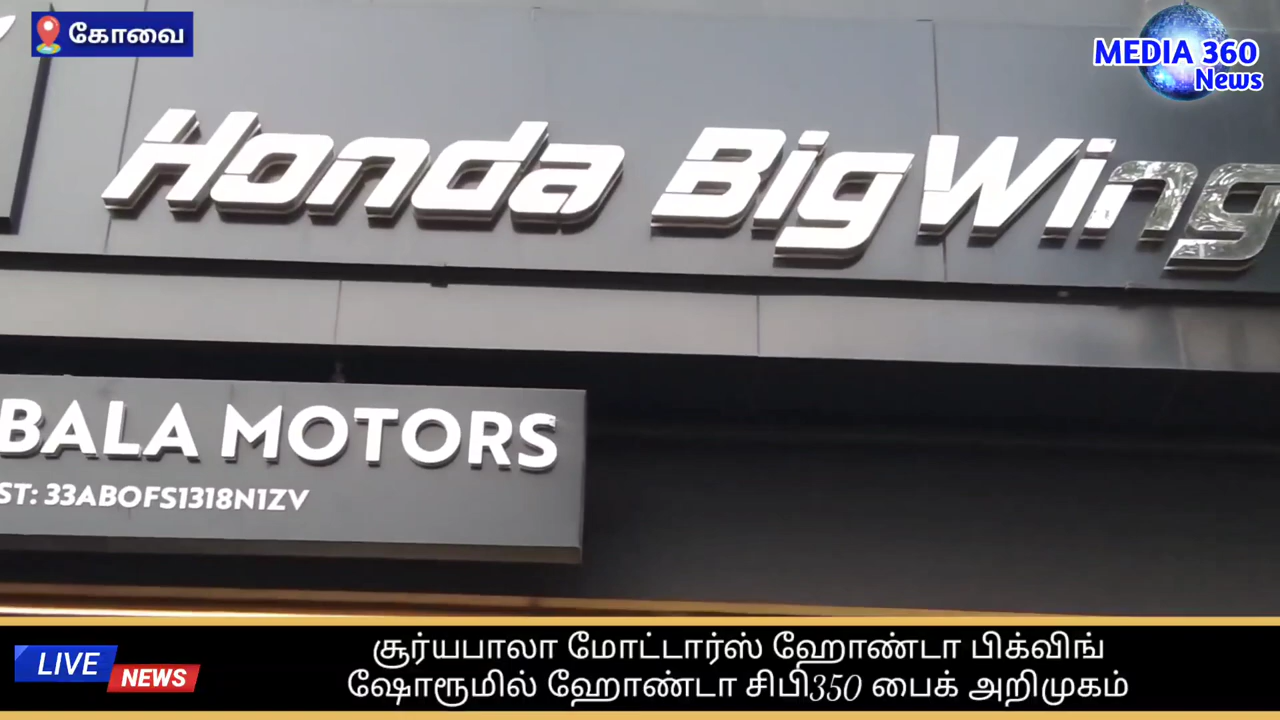 கோவை
MEDIA 360
News
Honda BigWing
BALA MOTORS
ST: 33ABOFS1318N1ZV
LIVE
NEWS
சூர்யபாலா மோட்டார்ஸ் ஹோண்டா பிக்விங்
ஷோரூமில் ஹோண்டா சிபி350 பைக் அறிமுகம்